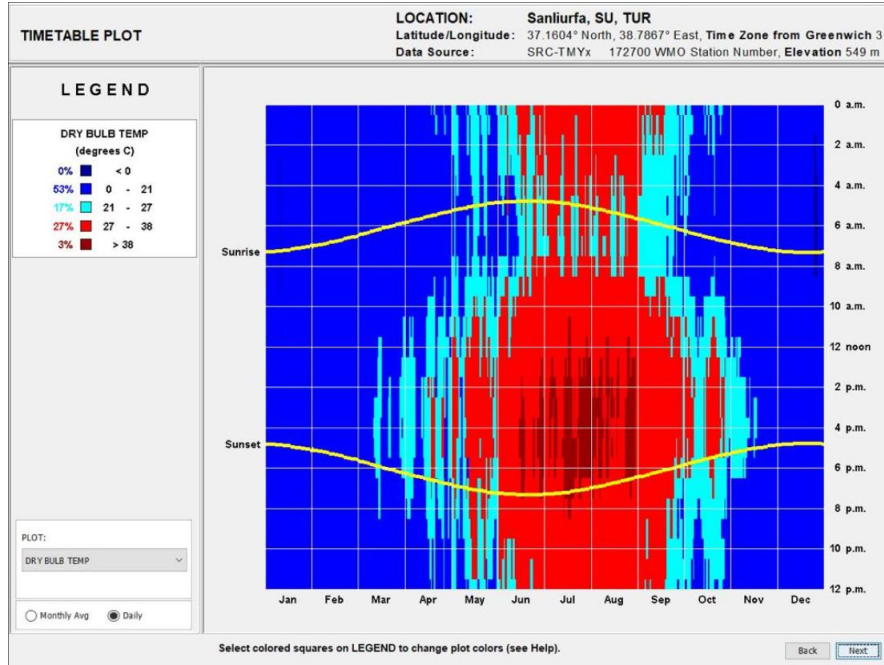 TIMETABLE PLOT
LOCATION: Sanliurfa, SU, TUR
Latitude/Longitude: 37.1604° North, 38.7867° East, Time Zone from Greenwich 3
Data Source: SRC-TMYx 172700 WMO Station Number, Elevation 549 m
LEGEND
DRY BULB TEMP
(degrees C)
0% < 0
53% 0 - 21
17% 21 - 27
27% 27 - 38
3% > 38
PLOT:
DRY BULB TEMP
Monthly Avg Daily
Sunrise
Sunset
0 a.m.
2 a.m.
4 a.m.
6 a.m.
8 a.m.
10 a.m.
12 noon
2 p.m.
4 p.m.
6 p.m.
8 p.m.
10 p.m.
12 p.m.
Jan Feb Mar Apr May Jun Jul Aug Sep Oct Nov Dec
Select colored squares on LEGEND to change plot colors (see Help).
Back Next